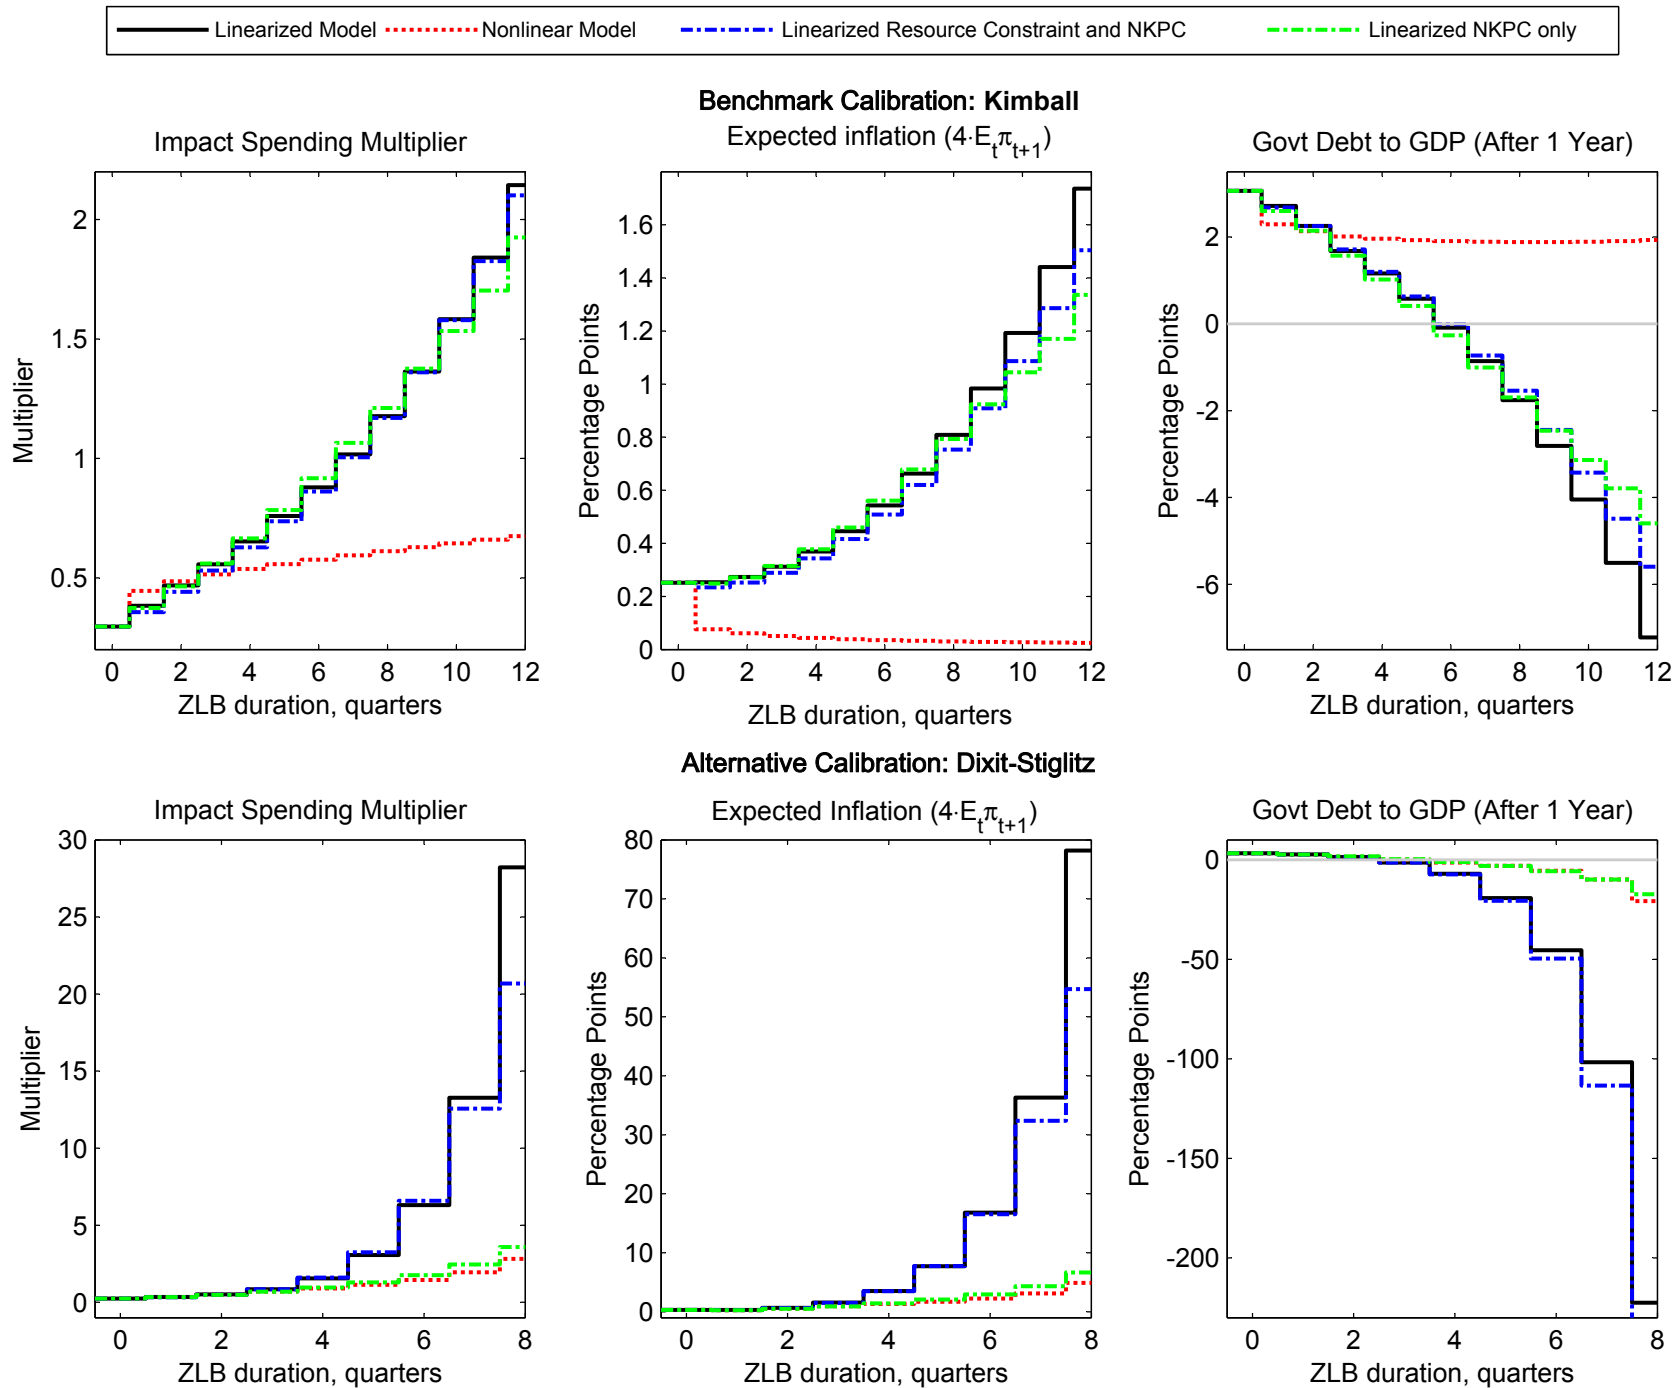 Linearized Model Nonlinear Model Linearized Resource Constraint and NKPC Linearized NKPC only
Benchmark Calibration: Kimball
Impact Spending Multiplier
Multiplier
2
1.5
1
0.5
0 2 4 6 8 10 12
ZLB duration, quarters
Expected inflation (4·E_tπ_{t+1})
Percentage Points
1.6
1.4
1.2
1
0.8
0.6
0.4
0.2
0
0 2 4 6 8 10 12
ZLB duration, quarters
Govt Debt to GDP (After 1 Year)
Percentage Points
2
0
-2
-4
-6
0 2 4 6 8 10 12
ZLB duration, quarters
Alternative Calibration: Dixit-Stiglitz
Impact Spending Multiplier
Multiplier
30
25
20
15
10
5
0
0 2 4 6 8
ZLB duration, quarters
Expected Inflation (4·E_tπ_{t+1})
Percentage Points
80
70
60
50
40
30
20
10
0
0 2 4 6 8
ZLB duration, quarters
Govt Debt to GDP (After 1 Year)
Percentage Points
0
-50
-100
-150
-200
0 2 4 6 8
ZLB duration, quarters